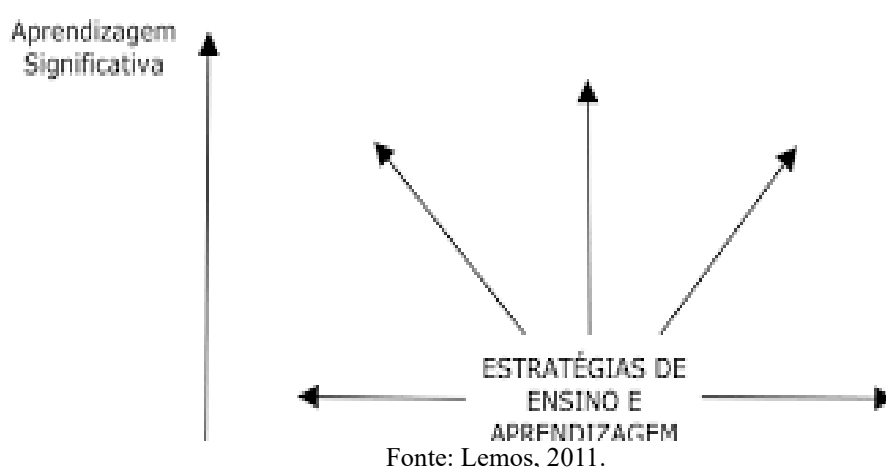 Aprendizagem
Significativa
ESTRATÉGIAS DE
ENSINO E
APRENDIZAGEM
Fonte: Lemos, 2011.